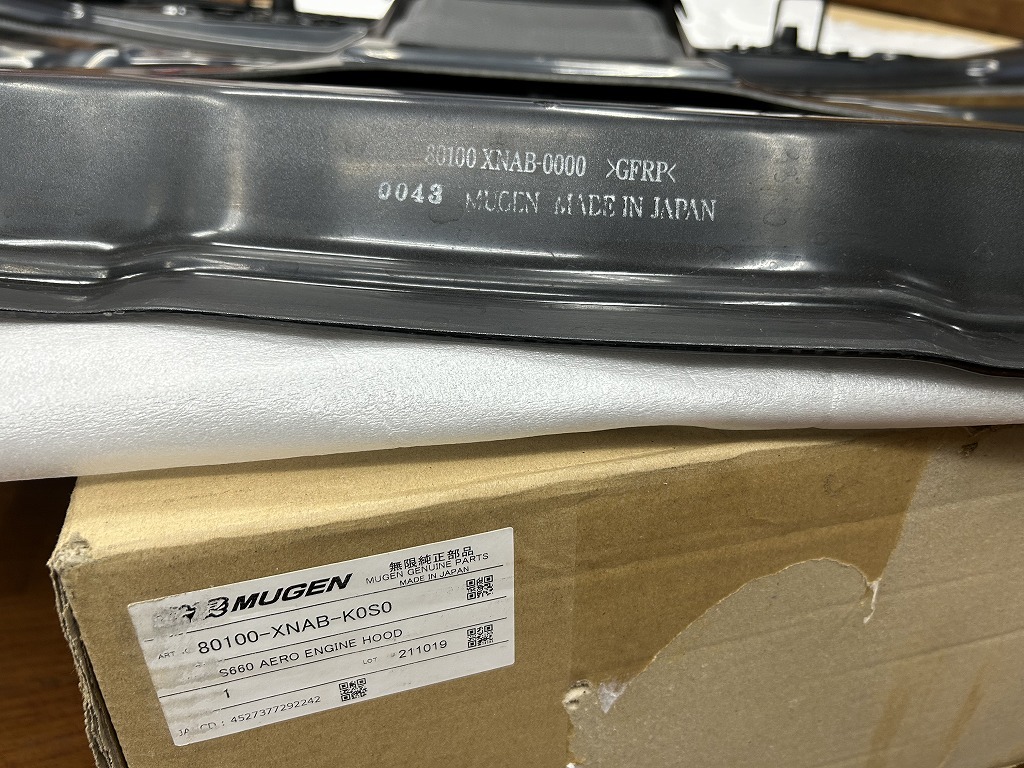 80100 XNAB-0000 >GFRP<
0043 MUGEN MADE IN JAPAN
MUGEN
無限純正部品
MUGEN GENUINE PARTS
MADE IN JAPAN
80100-XNAB-K0S0
S660 AERO ENGINE HOOD
1
LOT
211019
4527377292242